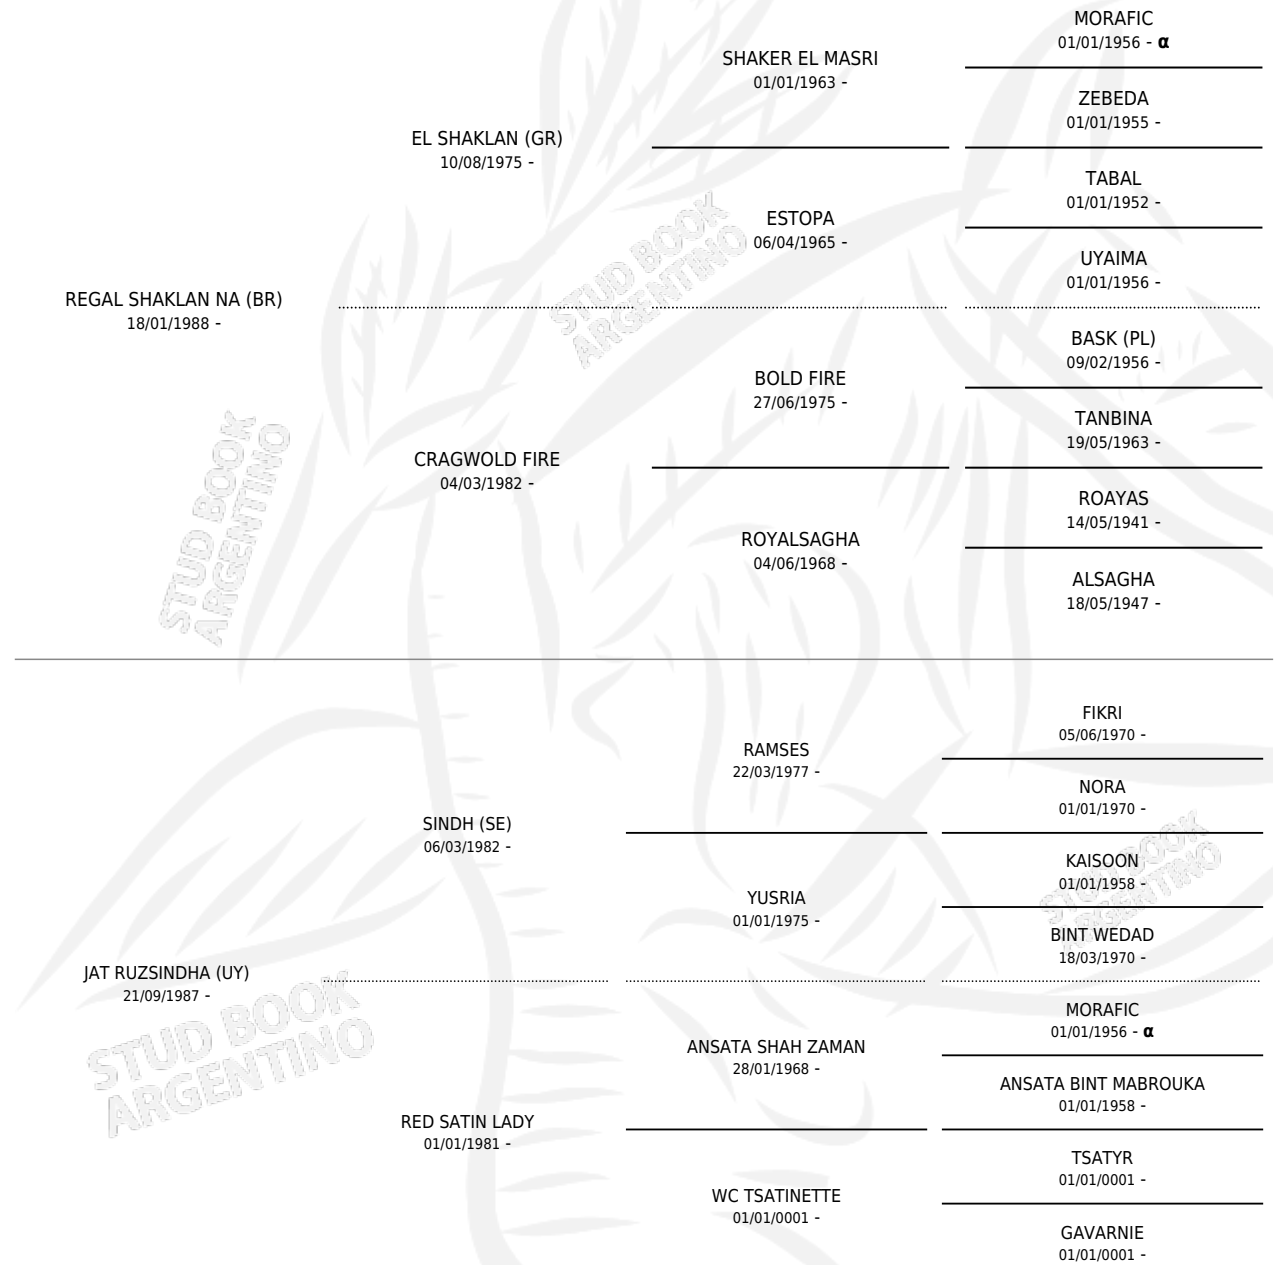 MORAFIC
01/01/1956 - α
SHAKER EL MASRI
01/01/1963 -
ZEBEDA
01/01/1955 -
EL SHAKLAN (GR)
10/08/1975 -
TABAL
01/01/1952 -
ESTOPA
06/04/1965 -
UYAIMA
01/01/1956 -
REGAL SHAKLAN NA (BR)
18/01/1988 -
BASK (PL)
09/02/1956 -
BOLD FIRE
27/06/1975 -
TANBINA
19/05/1963 -
CRAGWOLD FIRE
04/03/1982 -
ROAYAS
14/05/1941 -
ROYALSAGHA
04/06/1968 -
ALSAGHA
18/05/1947 -
FIKRI
05/06/1970 -
RAMSES
22/03/1977 -
NORA
01/01/1970 -
SINDH (SE)
06/03/1982 -
KAISOON
01/01/1958 -
YUSRIA
01/01/1975 -
BINT WEDAD
18/03/1970 -
JAT RUZSINDHA (UY)
21/09/1987 -
MORAFIC
01/01/1956 - α
ANSATA SHAH ZAMAN
28/01/1968 -
ANSATA BINT MABROUKA
01/01/1958 -
RED SATIN LADY
01/01/1981 -
TSATYR
01/01/0001 -
WC TSATINETTE
01/01/0001 -
GAVARNIE
01/01/0001 -
STUD BOOK
ARGENTINO
STUD BOOK
ARGENTINO
STUD BOOK
ARGENTINO
STUD BOOK
ARGENTINO